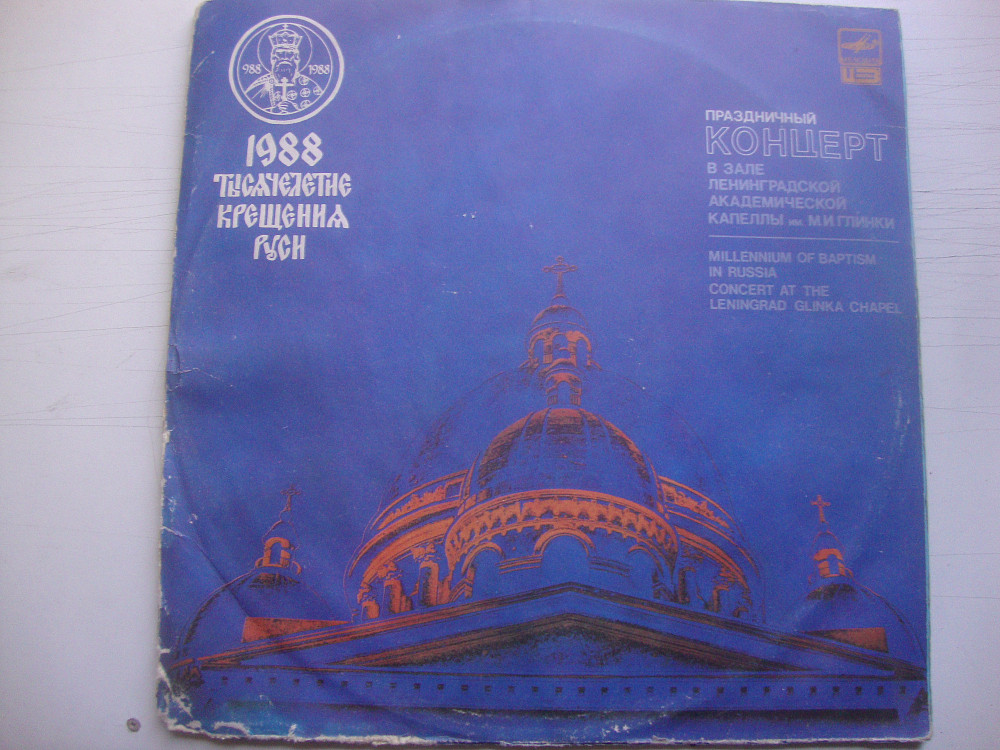 988 1988
1988
Тысячелетие
Крещения
Руси
ПРАЗДНИЧНЫЙ
КОНЦЕРТ
В ЗАЛЕ
ЛЕНИНГРАДСКОЙ
АКАДЕМИЧЕСКОЙ
КАПЕЛЛЫ им. М.И ГЛИНКИ
MILLENNIUM OF BAPTISM
IN RUSSIA
CONCERT AT THE
LENINGRAD GLINKA CHAPEL